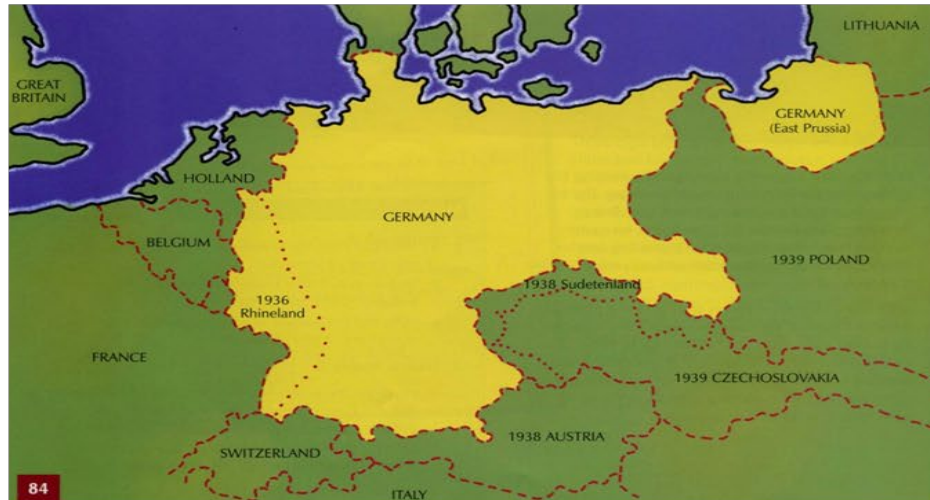 LITHUANIA
GREAT
BRITAIN
GERMANY
(East Prussia)
HOLLAND
GERMANY
BELGIUM
1939 POLAND
1938 Sudetenland
1936
Rhineland
FRANCE
1939 CZECHOSLOVAKIA
1938 AUSTRIA
SWITZERLAND
ITALY
84